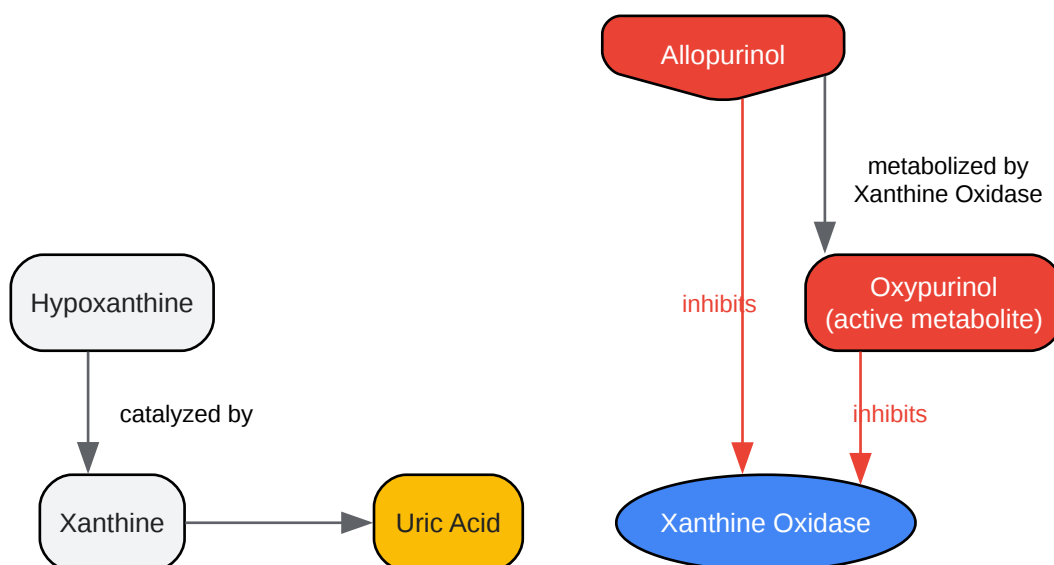 Allopurinol
metabolized by
Xanthine Oxidase
Hypoxanthine
inhibits
Oxypurinol
(active metabolite)
catalyzed by
inhibits
Xanthine
Uric Acid
Xanthine Oxidase